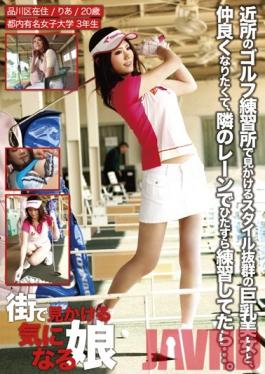 品川区在住/りあ/20歳
都内有名女子大学 3年生
近所のゴルフ練習所で見かけるスタイル抜群の巨乳美女と、
仲良くなりたくて、隣のレーンでひたすら練習してたら…。
街で見かける
気になる娘